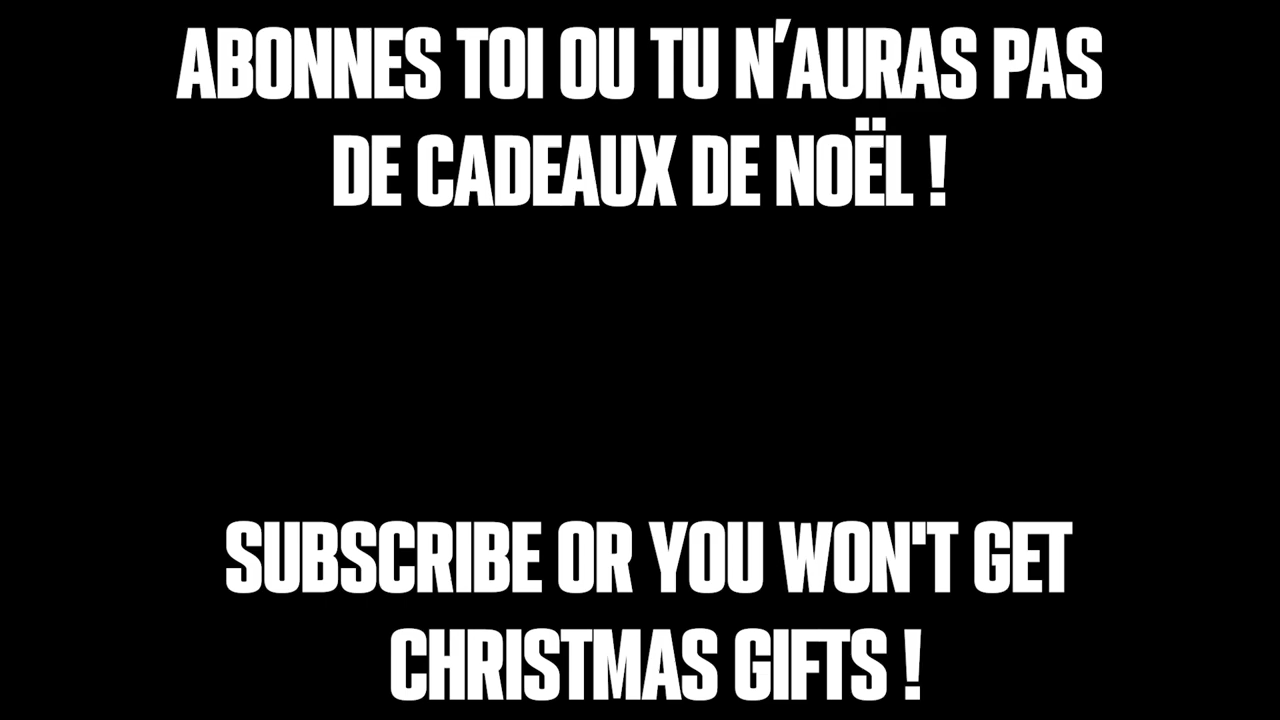 ABONNES TOI OU TU N'AURAS PAS
DE CADEAUX DE NOËL !
SUBSCRIBE OR YOU WON'T GET
CHRISTMAS GIFTS !